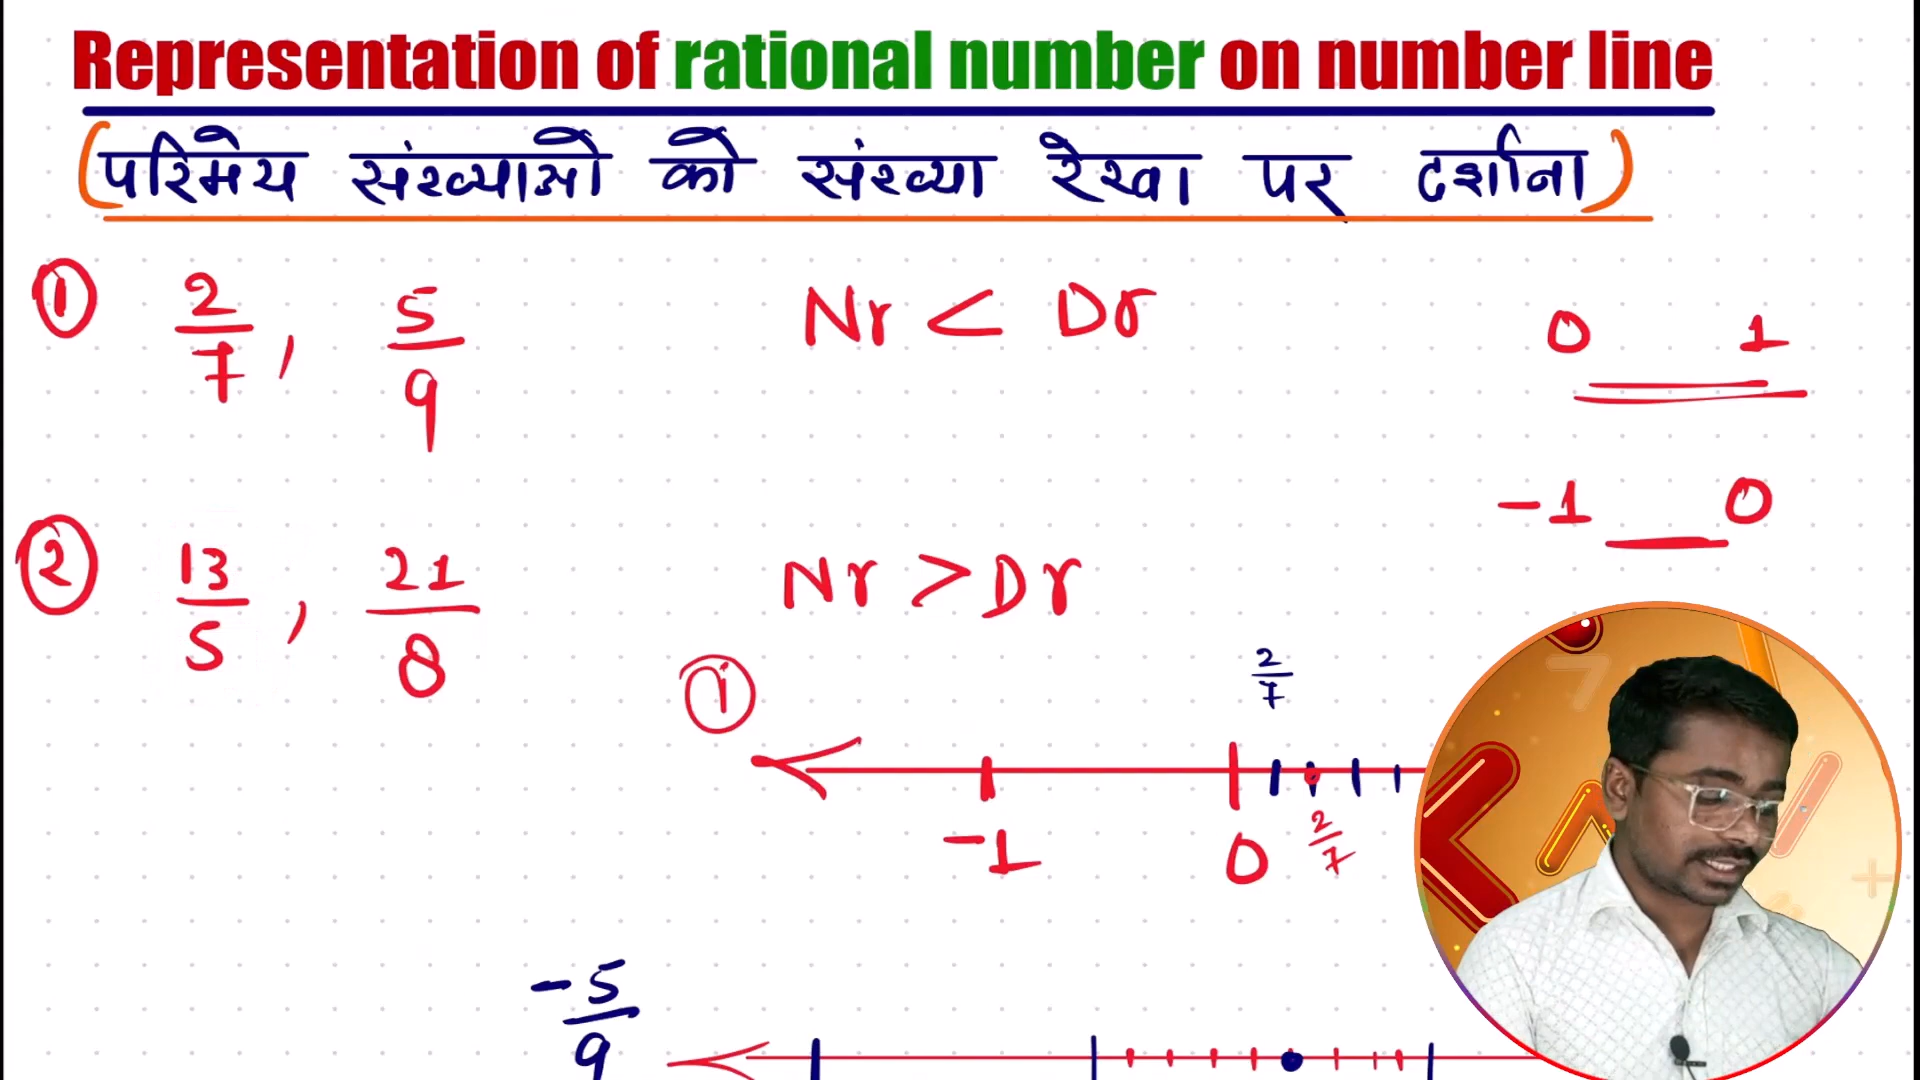 Representation of rational number on number line
(परिमेय संख्याओ को संख्या रेखा पर दर्शाना)
① 2/7, 5/9 Nr < Dr 0 1
-1 0
② 13/5, 21/8 Nr > Dr
① 2/7
-1 0 2/7
-5/9